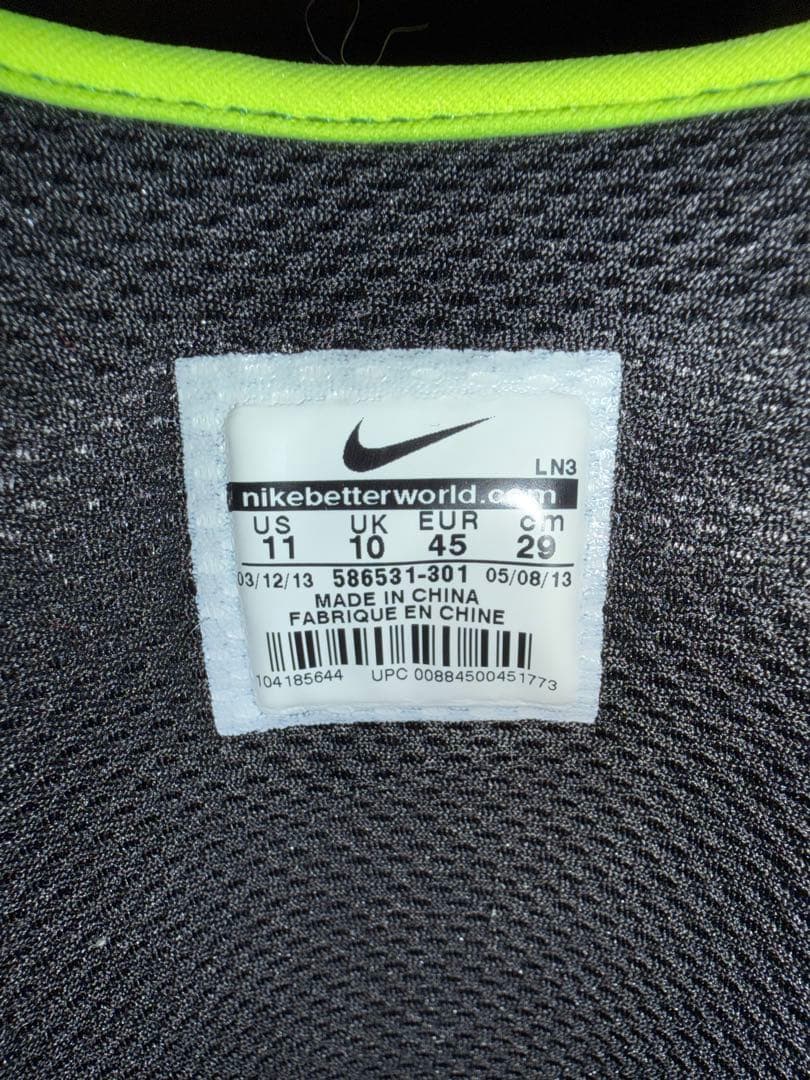 LN3
nikebetterworld.com
US UK EUR cm
11 10 45 29
03/12/13 586531-301 05/08/13
MADE IN CHINA
FABRIQUE EN CHINE
104185644 UPC 00884500451773